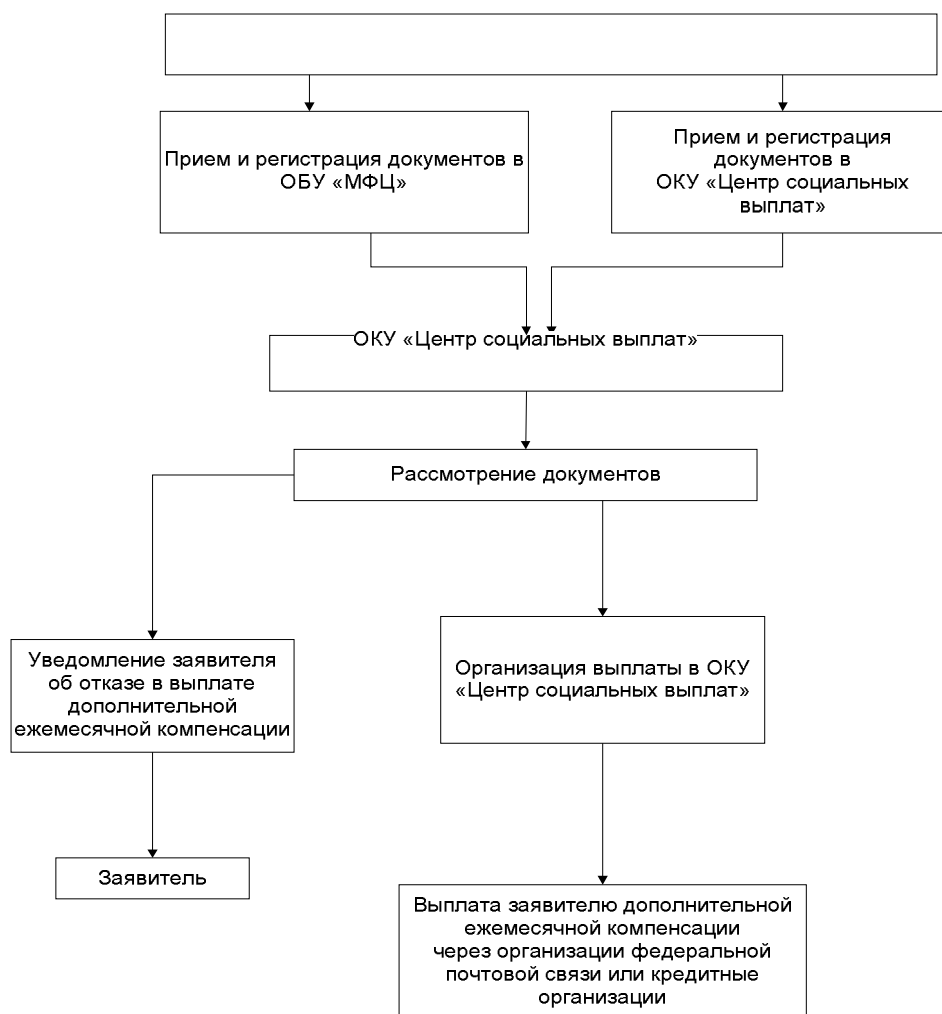 Прием и регистрация документов в
ОБУ «МФЦ»
Прием и регистрация
документов в
ОКУ «Центр социальных
выплат»
ОКУ «Центр социальных выплат»
Рассмотрение документов
Уведомление заявителя
об отказе в выплате
дополнительной
ежемесячной компенсации
Организация выплаты в ОКУ
«Центр социальных выплат»
Заявитель
Выплата заявителю дополнительной
ежемесячной компенсации
через организации федеральной
почтовой связи или кредитные
организации